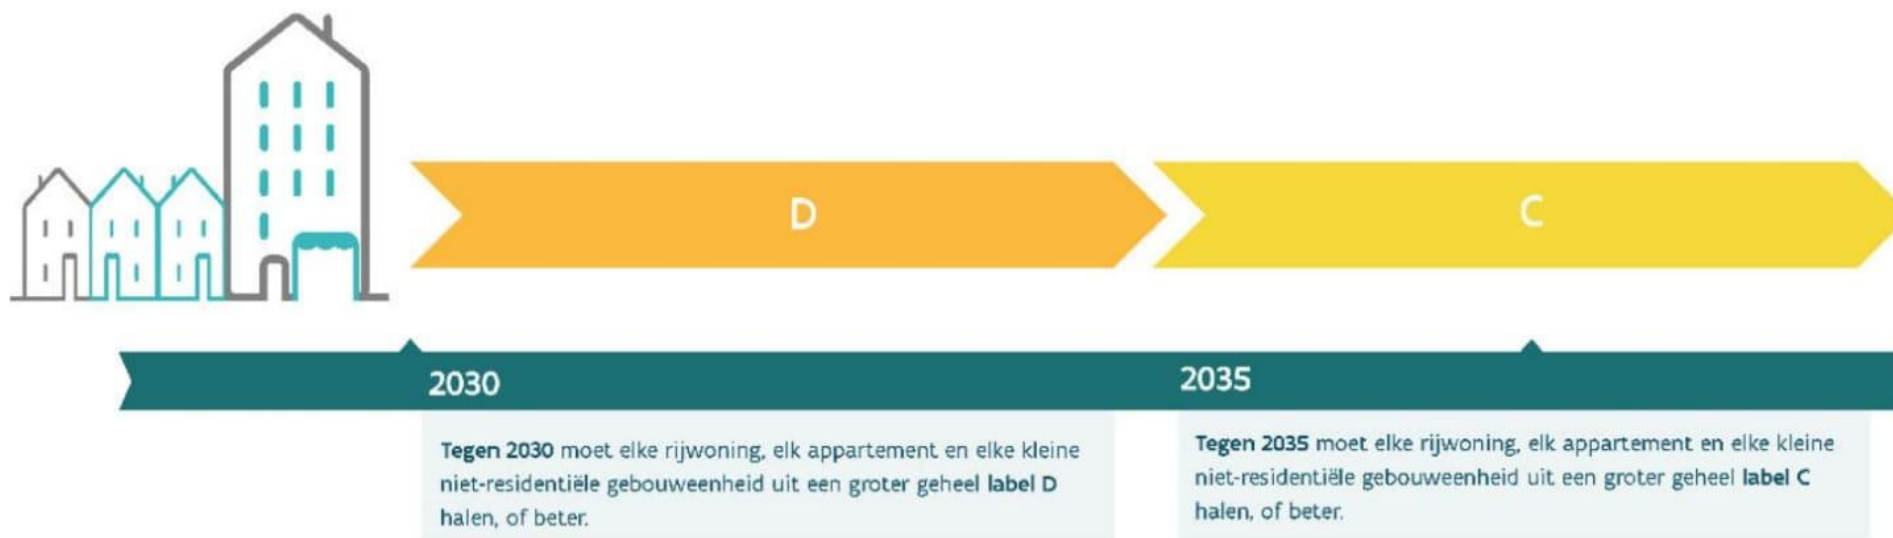 D
C
2030
2035
Tegen 2030 moet elke rijwoning, elk appartement en elke kleine
niet-residentiële gebouweenheid uit een groter geheel label D
halen, of beter.
Tegen 2035 moet elke rijwoning, elk appartement en elke kleine
niet-residentiële gebouweenheid uit een groter geheel label C
halen, of beter.